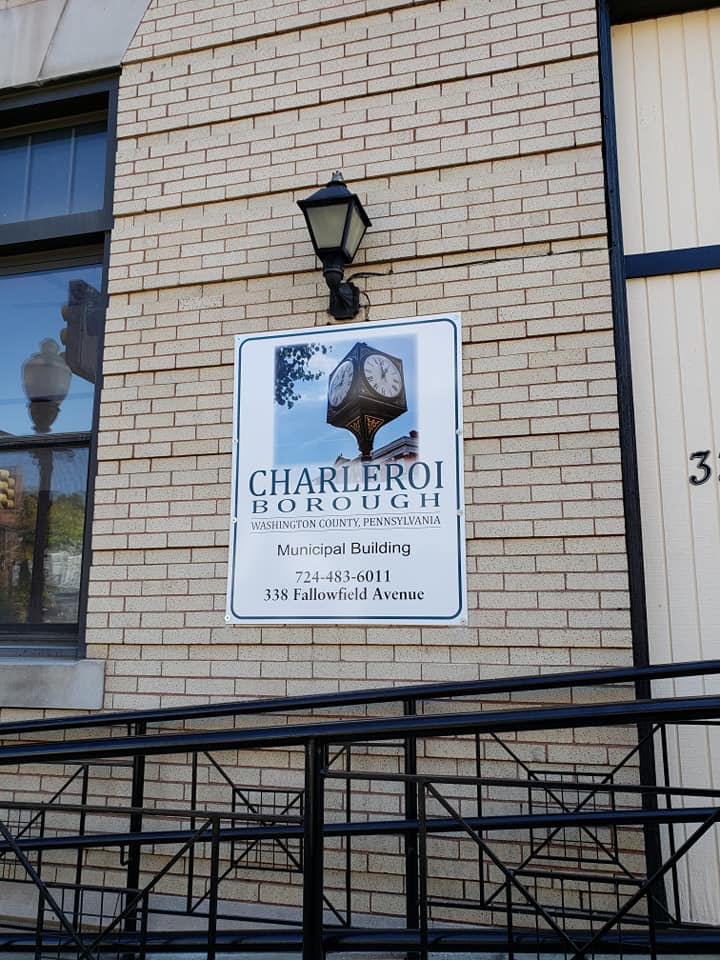 CHARLEROI
BOROUGH
WASHINGTON COUNTY, PENNSYLVANIA
Municipal Building
724-483-6011
338 Fallowfield Avenue